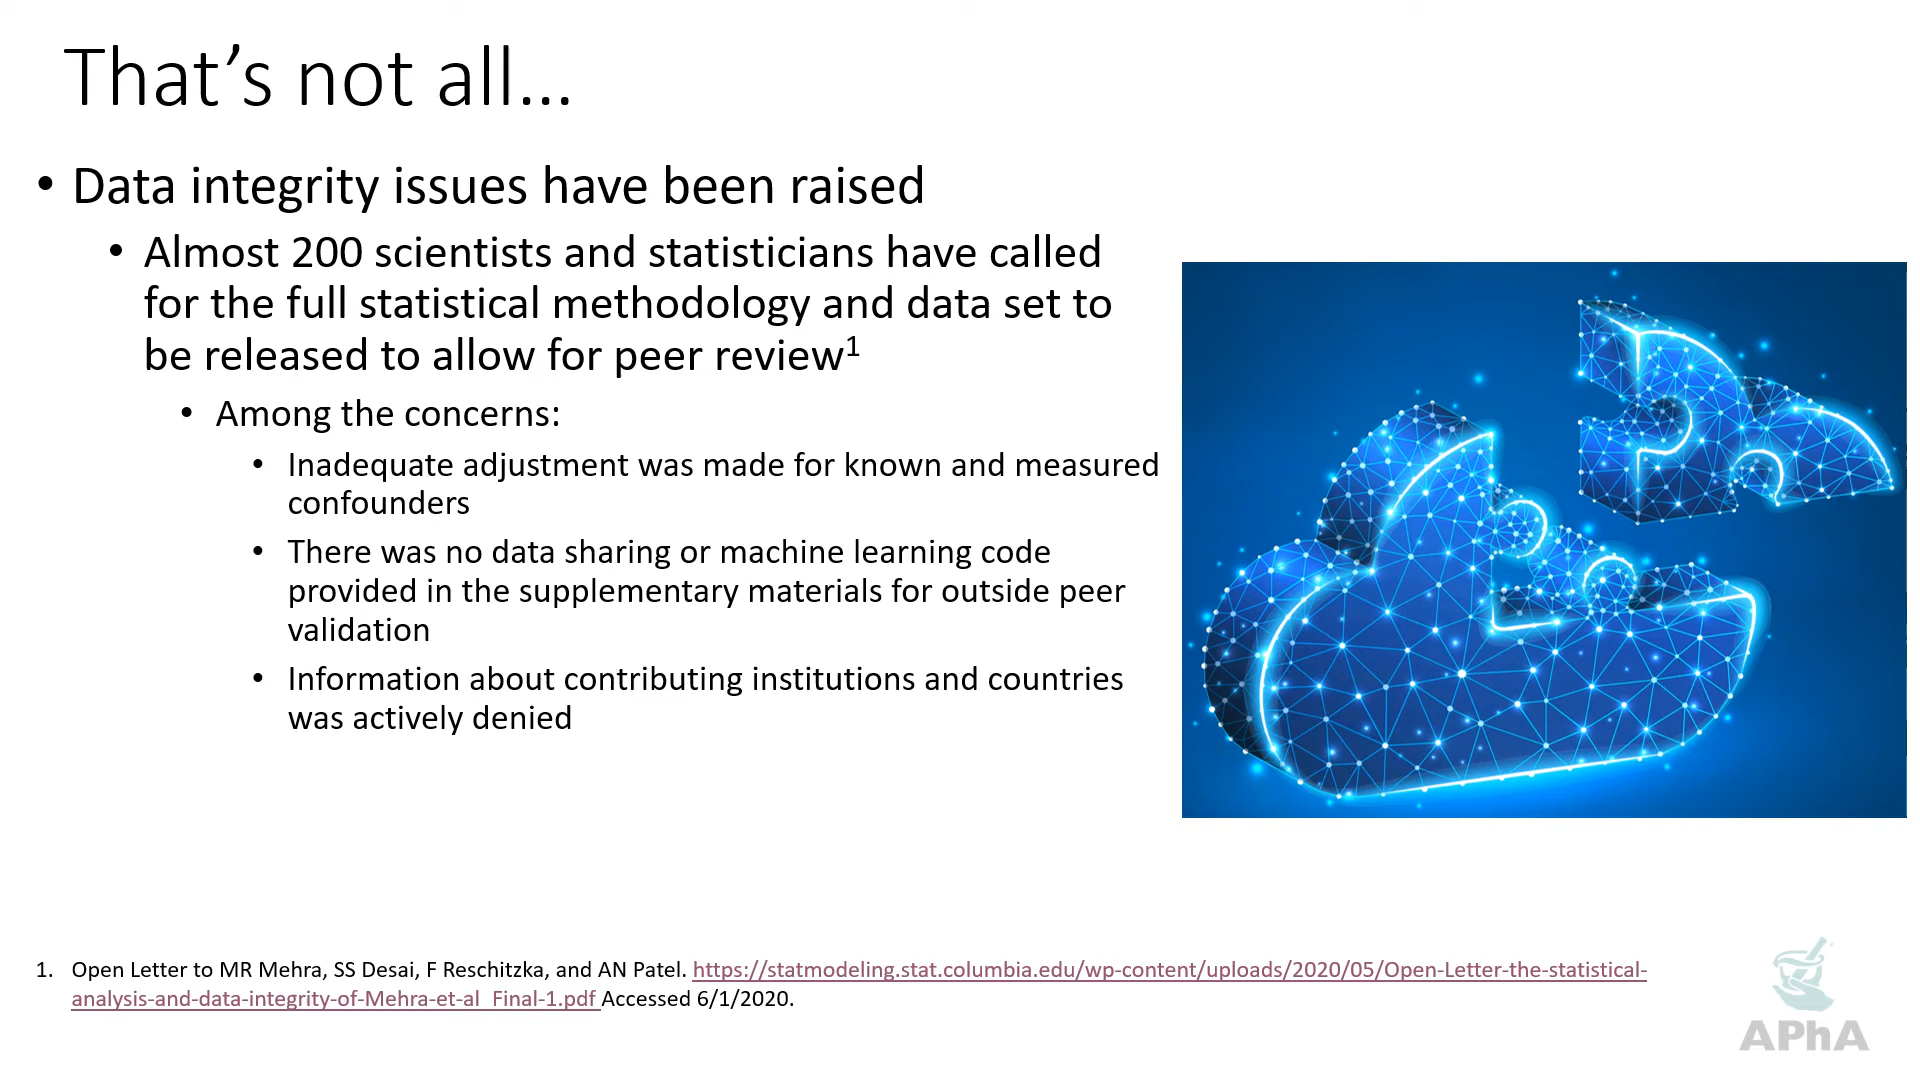 That’s not all…
• Data integrity issues have been raised
• Almost 200 scientists and statisticians have called
for the full statistical methodology and data set to
be released to allow for peer review¹
• Among the concerns:
• Inadequate adjustment was made for known and measured
confounders
• There was no data sharing or machine learning code
provided in the supplementary materials for outside peer
validation
• Information about contributing institutions and countries
was actively denied
1. Open Letter to MR Mehra, SS Desai, F Reschitzka, and AN Patel. https://statmodeling.stat.columbia.edu/wp-content/uploads/2020/05/Open-Letter-the-statistical-
analysis-and-data-integrity-of-Mehra-et-al_Final-1.pdf Accessed 6/1/2020.
APhA